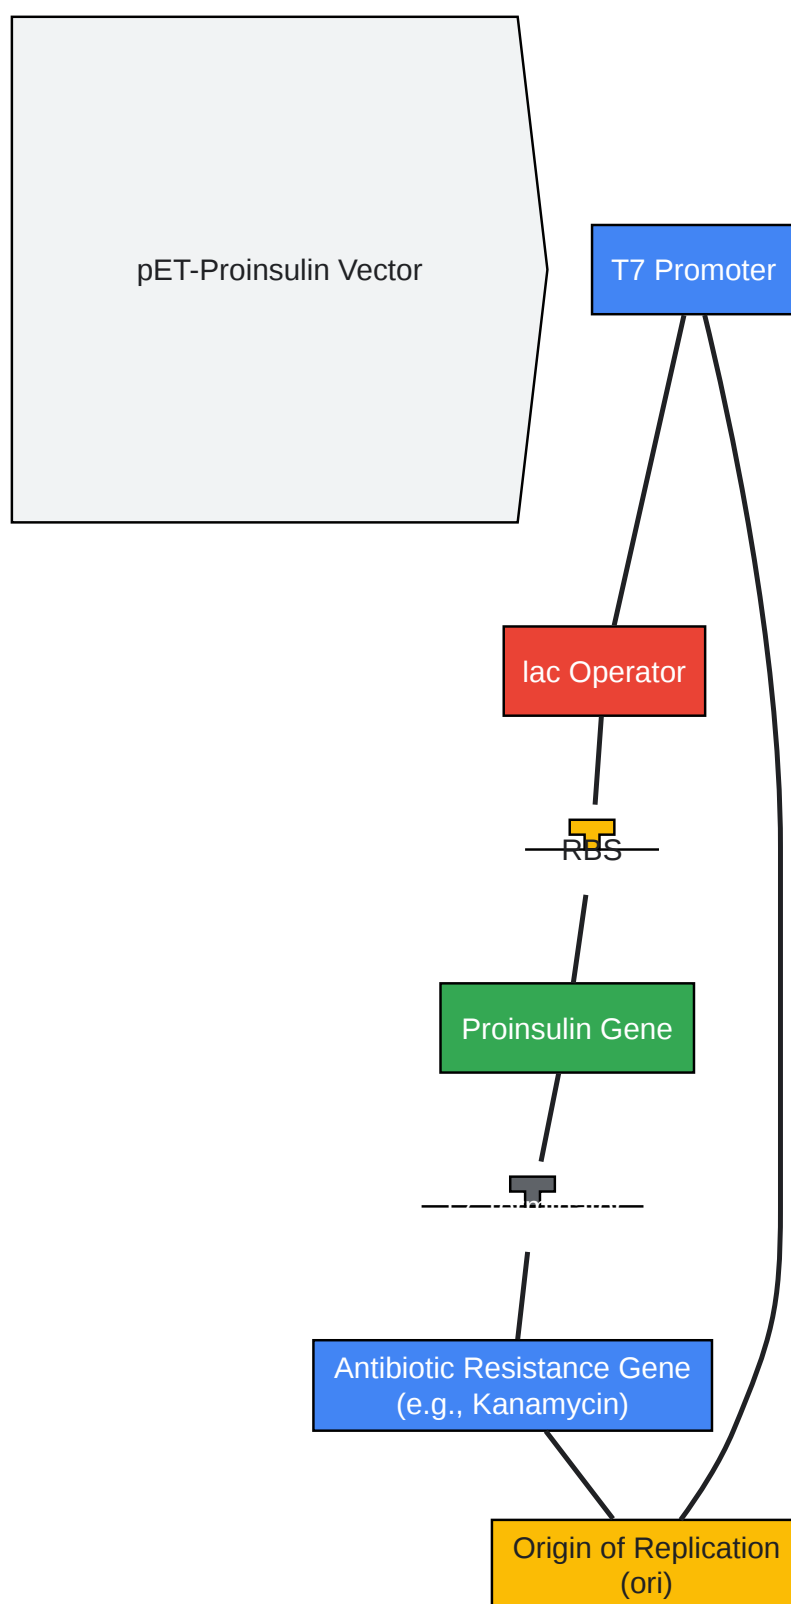 pET-Proinsulin Vector
T7 Promoter
lac Operator
RBS
Proinsulin Gene
Antibiotic Resistance Gene
(e.g., Kanamycin)
Origin of Replication
(ori)